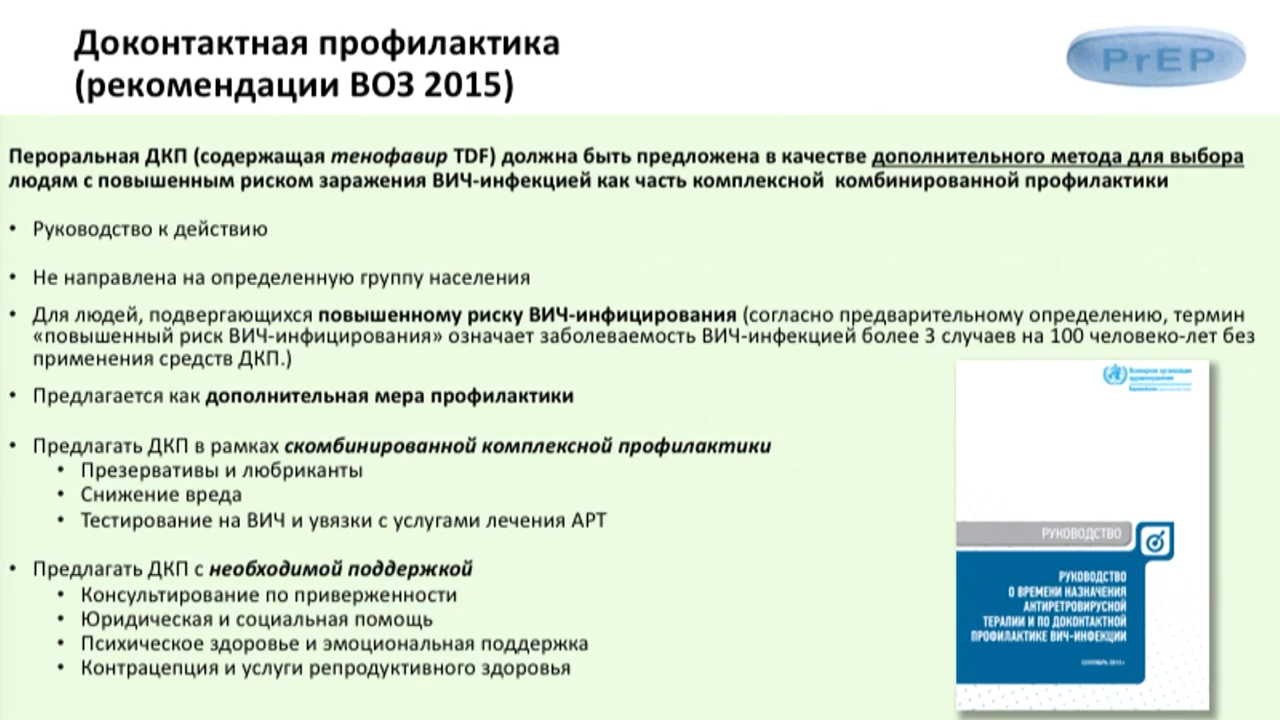 Доконтактная профилактика
(рекомендации ВОЗ 2015)
PrEP
Пероральная ДКП (содержащая тенофавир TDF) должна быть предложена в качестве дополнительного метода для выбора
людям с повышенным риском заражения ВИЧ-инфекцией как часть комплексной комбинированной профилактики
• Руководство к действию
• Не направлена на определенную группу населения
• Для людей, подвергающихся повышенному риску ВИЧ-инфицирования (согласно предварительному определению, термин
«повышенный риск ВИЧ-инфицирования» означает заболеваемость ВИЧ-инфекцией более 3 случаев на 100 человеко-лет без
применения средств ДКП.)
• Предлагается как дополнительная мера профилактики
• Предлагать ДКП в рамках скомбинированной комплексной профилактики
• Презервативы и любриканты
• Снижение вреда
• Тестирование на ВИЧ и увязки с услугами лечения АРТ
• Предлагать ДКП с необходимой поддержкой
• Консультирование по приверженности
• Юридическая и социальная помощь
• Психическое здоровье и эмоциональная поддержка
• Контрацепция и услуги репродуктивного здоровья
Всемирная организация
здравоохранения
РУКОВОДСТВО
РУКОВОДСТВО
О ВРЕМЕНИ НАЗНАЧЕНИЯ
АНТИРЕТРОВИРУСНОЙ
ТЕРАПИИ И ПО ДОКОНТАКТНОЙ
ПРОФИЛАКТИКЕ ВИЧ-ИНФЕКЦИИ
СЕНТЯБРЬ 2015 г.